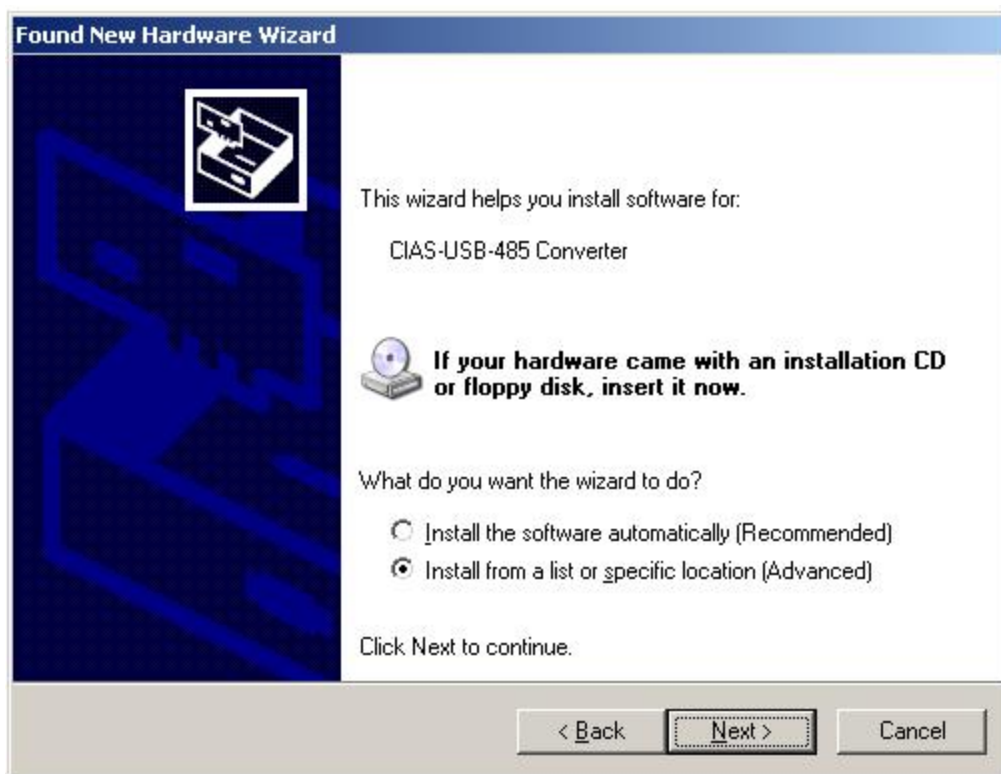 Found New Hardware Wizard
This wizard helps you install software for:
CIAS-USB-485 Converter
If your hardware came with an installation CD
or floppy disk, insert it now.
What do you want the wizard to do?
Install the software automatically (Recommended)
Install from a list or specific location (Advanced)
Click Next to continue.
< Back Next > Cancel